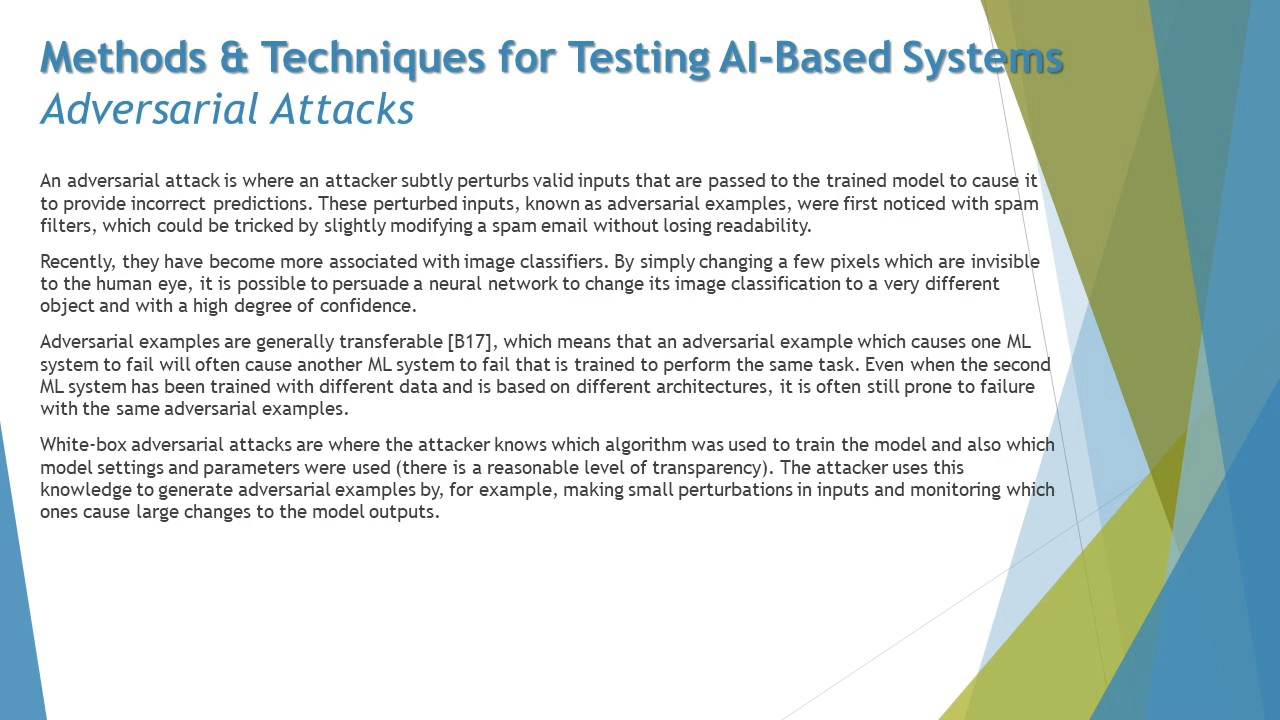 Methods & Techniques for Testing AI-Based Systems
Adversarial Attacks
An adversarial attack is where an attacker subtly perturbs valid inputs that are passed to the trained model to cause it
to provide incorrect predictions. These perturbed inputs, known as adversarial examples, were first noticed with spam
filters, which could be tricked by slightly modifying a spam email without losing readability.
Recently, they have become more associated with image classifiers. By simply changing a few pixels which are invisible
to the human eye, it is possible to persuade a neural network to change its image classification to a very different
object and with a high degree of confidence.
Adversarial examples are generally transferable [B17], which means that an adversarial example which causes one ML
system to fail will often cause another ML system to fail that is trained to perform the same task. Even when the second
ML system has been trained with different data and is based on different architectures, it is often still prone to failure
with the same adversarial examples.
White-box adversarial attacks are where the attacker knows which algorithm was used to train the model and also which
model settings and parameters were used (there is a reasonable level of transparency). The attacker uses this
knowledge to generate adversarial examples by, for example, making small perturbations in inputs and monitoring which
ones cause large changes to the model outputs.